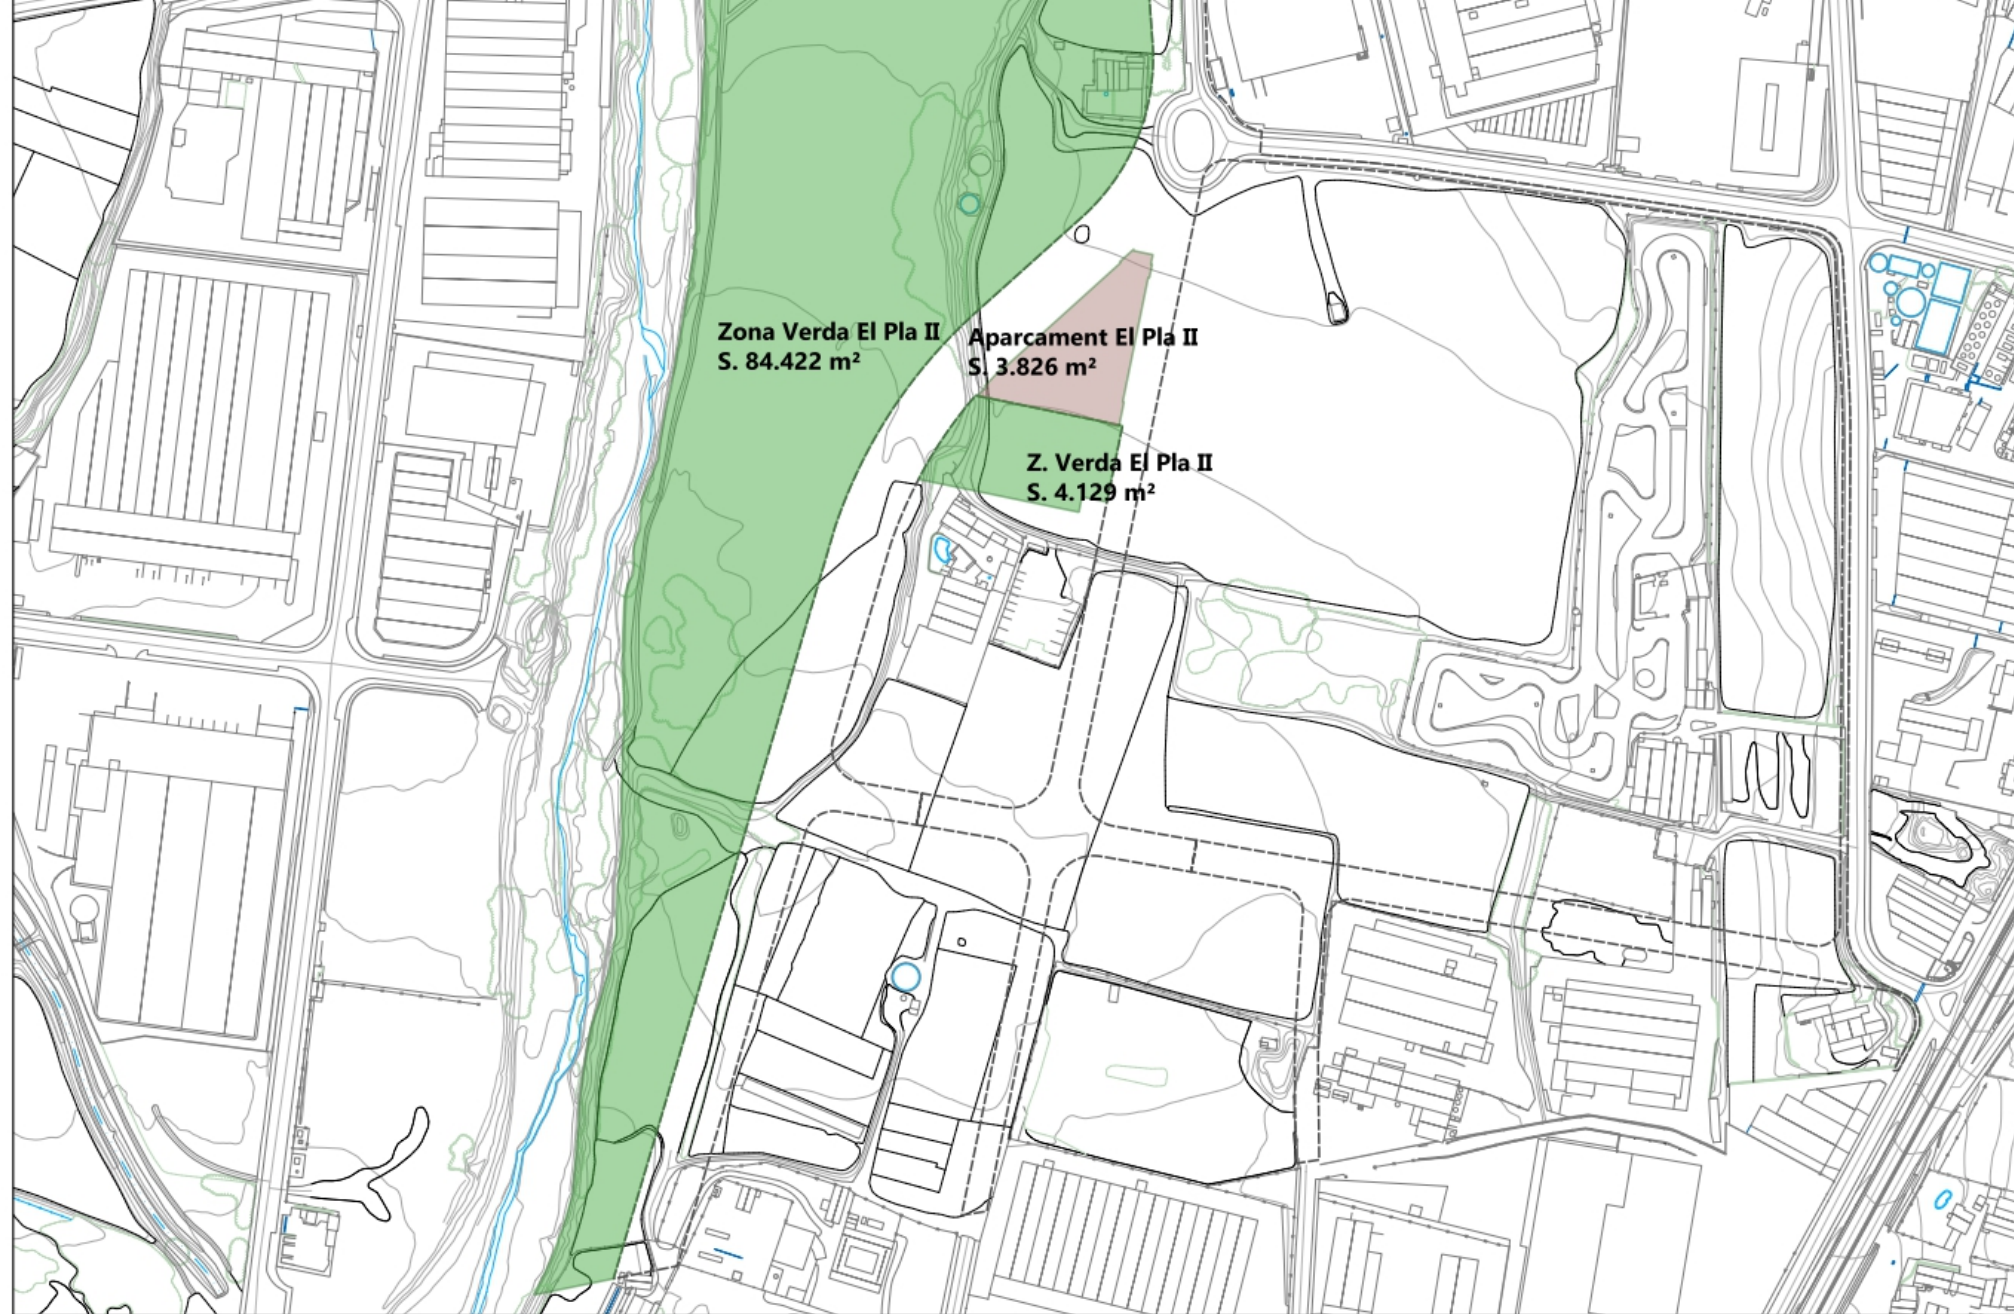 Zona Verda El Pla II
S. 84.422 m²
Aparcament El Pla II
S. 3.826 m²
Z. Verda El Pla II
S. 4.129 m²